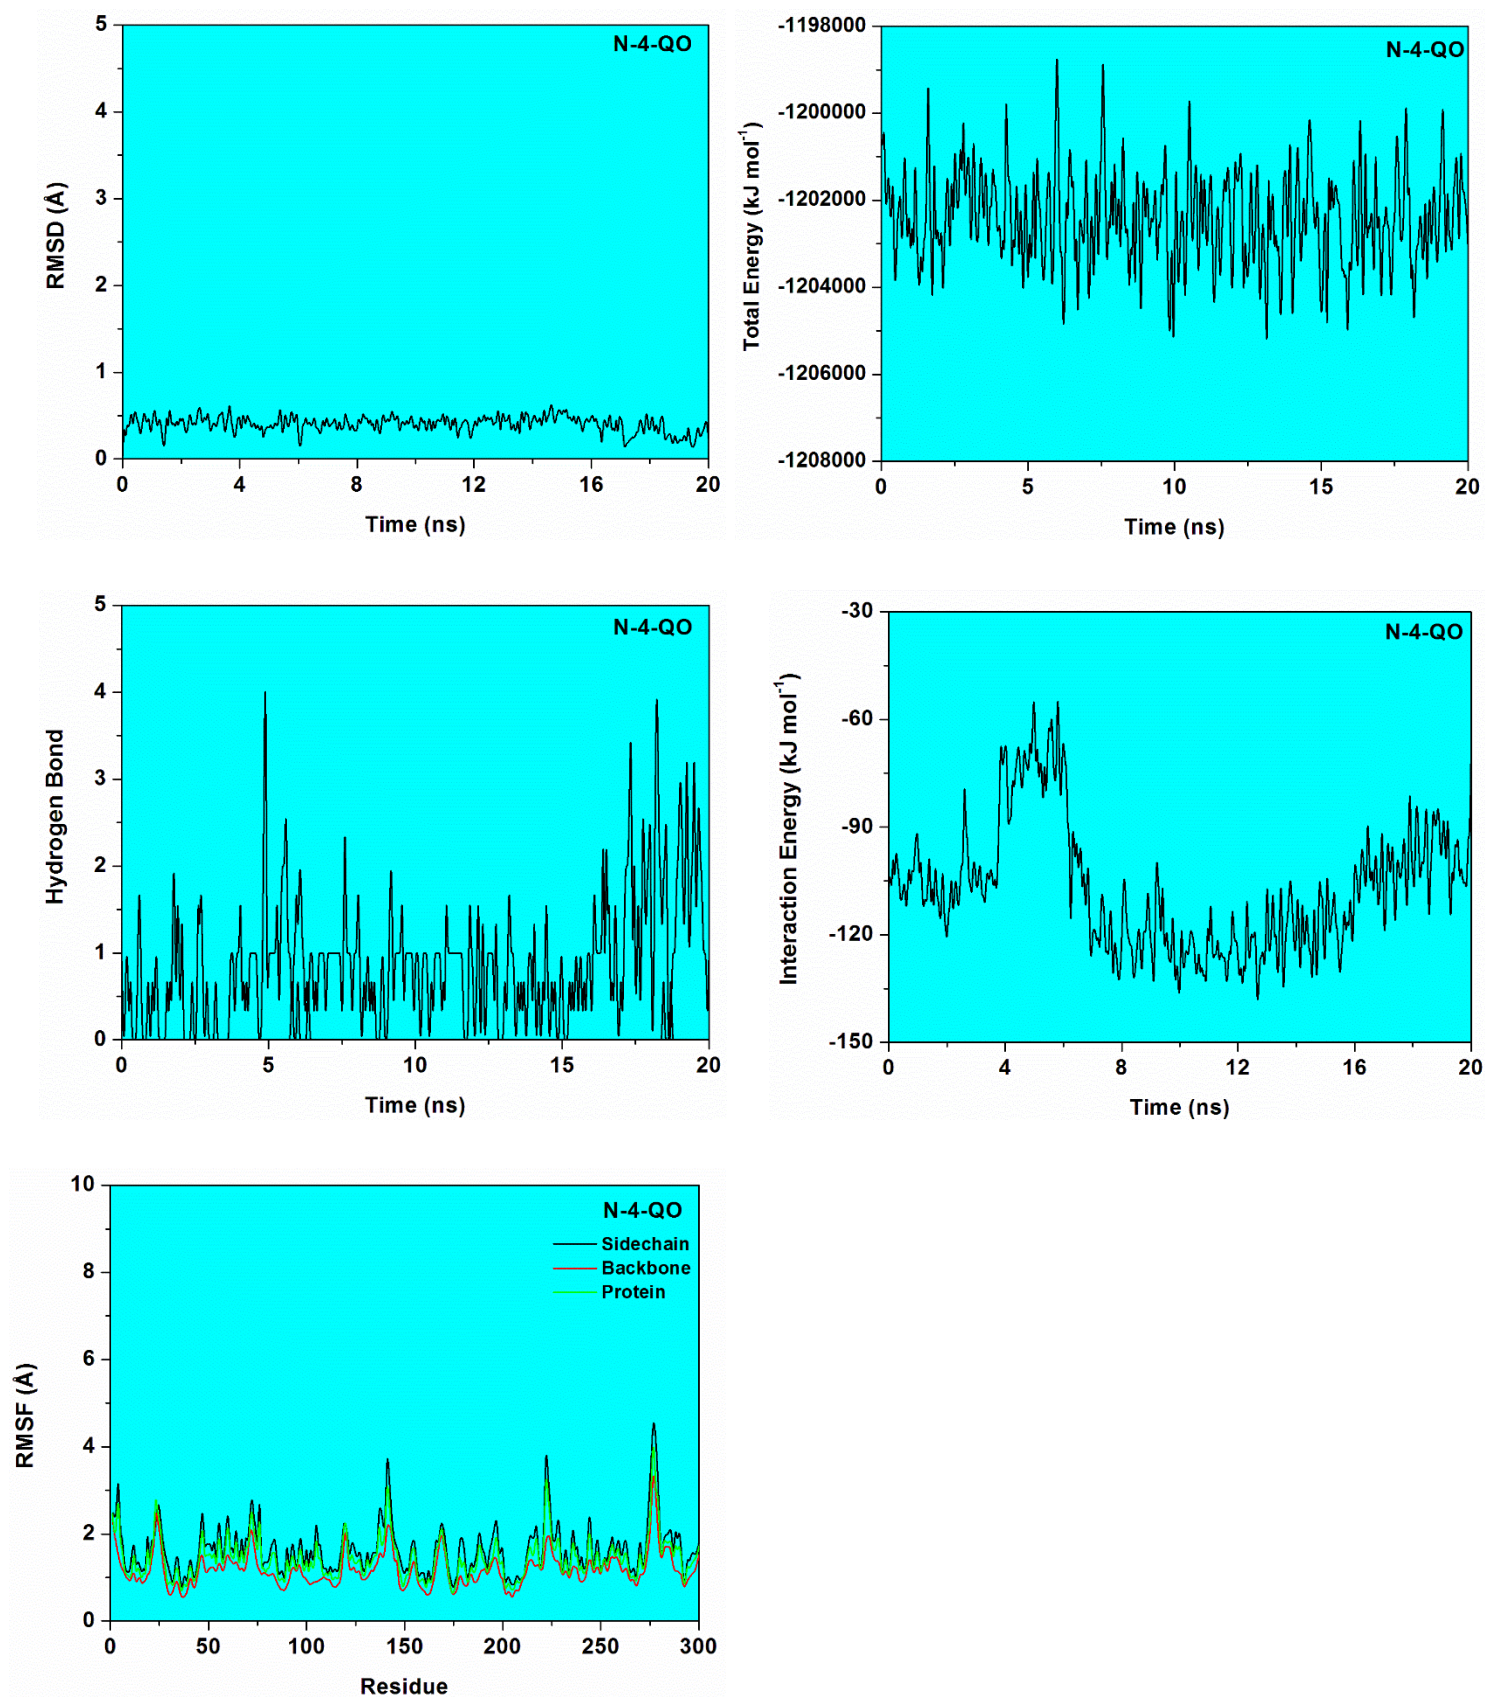 N-4-QO
RMSD (Å)
5
4
3
2
1
0
0 4 8 12 16 20
Time (ns)
N-4-QO
Total Energy (kJ mol-1)
-1198000
-1200000
-1202000
-1204000
-1206000
-1208000
0 5 10 15 20
Time (ns)
N-4-QO
Hydrogen Bond
5
4
3
2
1
0
0 5 10 15 20
Time (ns)
N-4-QO
Interaction Energy (kJ mol-1)
-30
-60
-90
-120
-150
0 4 8 12 16 20
Time (ns)
N-4-QO
Sidechain
Backbone
Protein
RMSF (Å)
10
8
6
4
2
0
0 50 100 150 200 250 300
Residue